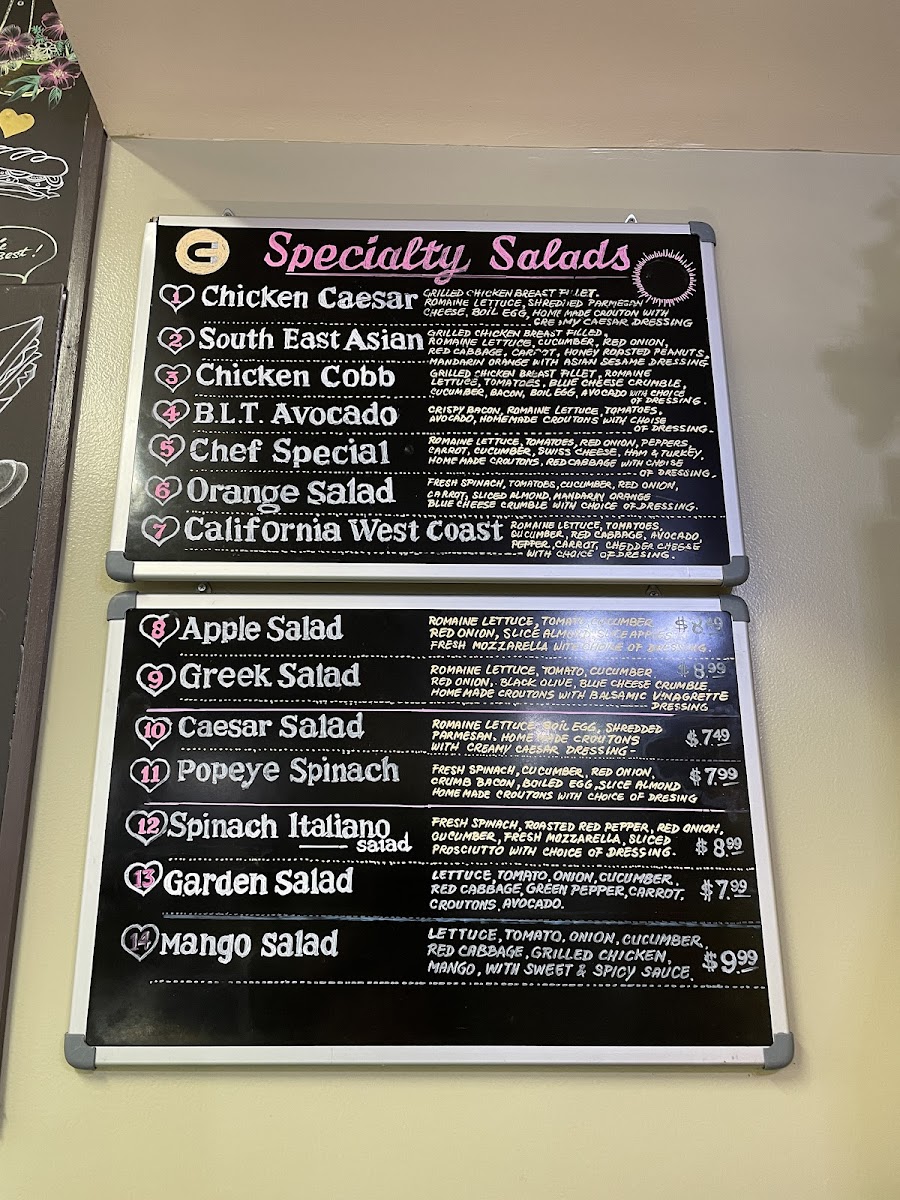 Best!
Specialty Salads
1 Chicken Caesar
GRILLED CHICKEN BREAST FILLET.
ROMAINE LETTUCE, SHREDDED PARMESAN
CHEESE, BOIL EGG, HOME MADE CROUTON WITH
CREAMY CAESAR DRESSING
2 South East Asian
GRILLED CHICKEN BREAST FILLED,
ROMAINE LETTUCE, CUCUMBER, RED ONION,
RED CABBAGE, CARROT, HONEY ROASTED PEANUTS,
MANDARIN ORANGE WITH ASIAN SESAME DRESSING
3 Chicken Cobb
GRILLED CHICKEN BREAST FILLET, ROMAINE
LETTUCE, TOMATOES, BLUE CHEESE CRUMBLE,
CUCUMBER, BACON, BOIL EGG, AVOCADO WITH CHOICE
OF DRESSING.
4 B.L.T. Avocado
CRISPY BACON, ROMAINE LETTUCE, TOMATOES,
AVOCADO, HOMEMADE CROUTONS WITH CHOISE
OF DRESSING.
5 Chef Special
ROMAINE LETTUCE, TOMATOES, RED ONION, PEPPERS,
CARROT, CUCUMBER, SWISS CHEESE, HAM & TURKEY.
HOME MADE CROUTONS, RED CABBAGE WITH CHOISE
OF DRESSING.
6 Orange Salad
FRESH SPINACH, TOMATOES, CUCUMBER, RED ONION,
CARROT, SLICED ALMOND, MANDARIN ORANGE
BLUE CHEESE CRUMBLE WITH CHOICE OF DRESSING.
7 California West Coast
ROMAINE LETTUCE, TOMATOES,
CUCUMBER, RED CABBAGE, AVOCADO,
PEPPER, CARROT, CHEDDER CHEESE
WITH CHOICE OF DRESING.
8 Apple Salad
ROMAINE LETTUCE, TOMATO, CUCUMBER
RED ONION, SLICE ALMOND,
FRESH MOZZARELLA WITH CHOICE OF DRESSING.
9 Greek Salad
ROMAINE LETTUCE, TOMATO, CUCUMBER $8.99
RED ONION. BLACK OLIVE, BLUE CHEESE CRUMBLE,
HOME MADE CROUTONS WITH BALSAMIC VINAGRETTE
DRESSING
10 Caesar Salad
ROMAINE LETTUCE, BOIL EGG, SHREDDED
PARMESAN. HOME MADE CROUTONS $7.49
WITH CREAMY CAESAR DRESSING-
11 Popeye Spinach
FRESH SPINACH, CUCUMBER, RED ONION, $7.99
CRUMB BACON, BOILED EGG, SLICE ALMOND
HOME MADE CROUTONS WITH CHOICE OF DRESING
12 Spinach Italiano
salad
FRESH SPINACH, ROASTED RED PEPPER, RED ONION.
CUCUMBER, FRESH MOZZARELLA, SLICED
PROSCIUTTO WITH CHOICE OF DRESSING. $8.99
13 Garden Salad
LETTUCE, TOMATO, ONION, CUCUMBER,
RED CABBAGE, GREEN PEPPER, CARROT, $7.99
CROUTONS, AVOCADO.
14 Mango salad
LETTUCE, TOMATO, ONION, CUCUMBER,
RED CABBAGE, GRILLED CHICKEN,
MANGO, WITH SWEET & SPICY SAUCE. $9.99